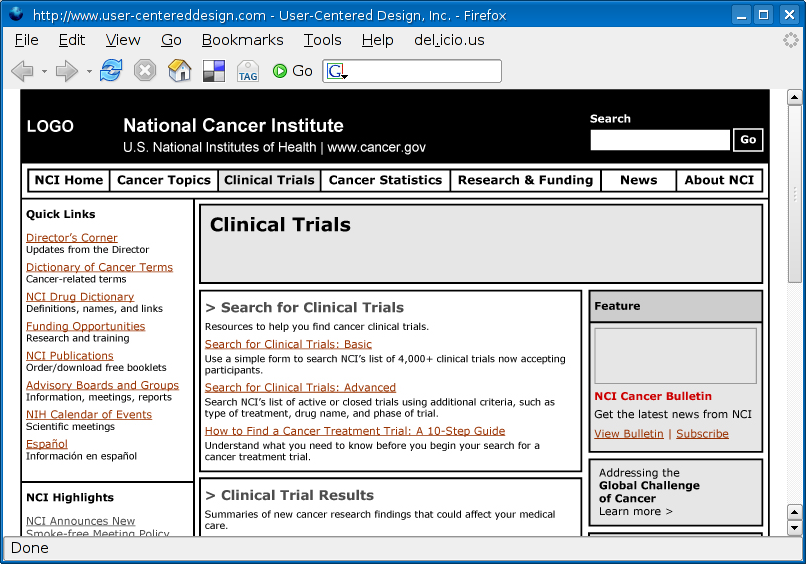 http://www.user-centereddesign.com - User-Centered Design, Inc. - Firefox
File Edit View Go Bookmarks Tools Help del.icio.us
TAG Go G
LOGO
National Cancer Institute
U.S. National Institutes of Health | www.cancer.gov
Search
Go
NCI Home Cancer Topics Clinical Trials Cancer Statistics Research & Funding News About NCI
Quick Links
Director's Corner
Updates from the Director
Dictionary of Cancer Terms
Cancer-related terms
NCI Drug Dictionary
Definitions, names, and links
Funding Opportunities
Research and training
NCI Publications
Order/download free booklets
Advisory Boards and Groups
Information, meetings, reports
NIH Calendar of Events
Scientific meetings
Español
Información en español
NCI Highlights
NCI Announces New
Smoke-free Meeting Policy
Clinical Trials
> Search for Clinical Trials
Resources to help you find cancer clinical trials.
Search for Clinical Trials: Basic
Use a simple form to search NCI's list of 4,000+ clinical trials now accepting
participants.
Search for Clinical Trials: Advanced
Search NCI's list of active or closed trials using additional criteria, such as
type of treatment, drug name, and phase of trial.
How to Find a Cancer Treatment Trial: A 10-Step Guide
Understand what you need to know before you begin your search for a
cancer treatment trial.
> Clinical Trial Results
Summaries of new cancer research findings that could affect your medical
care.
Feature
NCI Cancer Bulletin
Get the latest news from NCI
View Bulletin | Subscribe
Addressing the
Global Challenge
of Cancer
Learn more >
Done